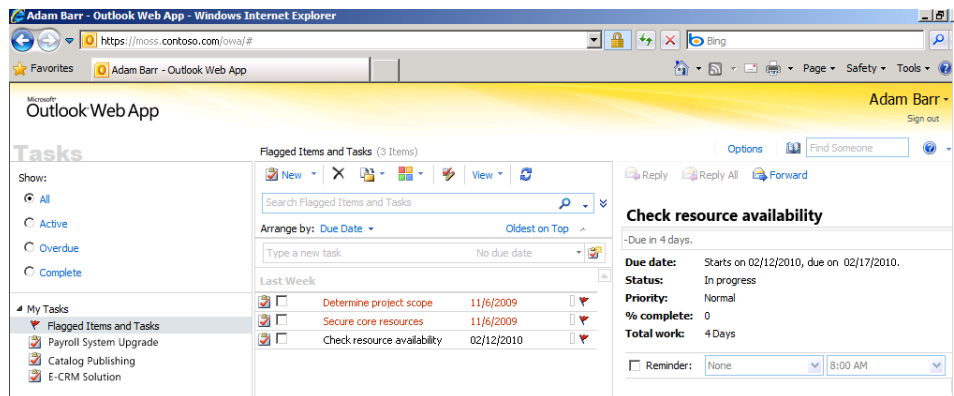 Adam Barr - Outlook Web App - Windows Internet Explorer
https://moss.contoso.com/owa/#
Bing
Favorites
Adam Barr - Outlook Web App
Page
Safety
Tools
Microsoft
Outlook Web App
Adam Barr
Sign out
Tasks
Flagged Items and Tasks (3 Items)
Options
Find Someone
Show:
All
Active
Overdue
Complete
My Tasks
Flagged Items and Tasks
Payroll System Upgrade
Catalog Publishing
E-CRM Solution
New
View
Search Flagged Items and Tasks
Arrange by: Due Date
Oldest on Top
Type a new task
No due date
Last Week
Determine project scope 11/6/2009
Secure core resources 11/6/2009
Check resource availability 02/12/2010
Reply
Reply All
Forward
Check resource availability
-Due in 4 days.
Due date: Starts on 02/12/2010, due on 02/17/2010.
Status: In progress
Priority: Normal
% complete: 0
Total work: 4 Days
Reminder: None 8:00 AM